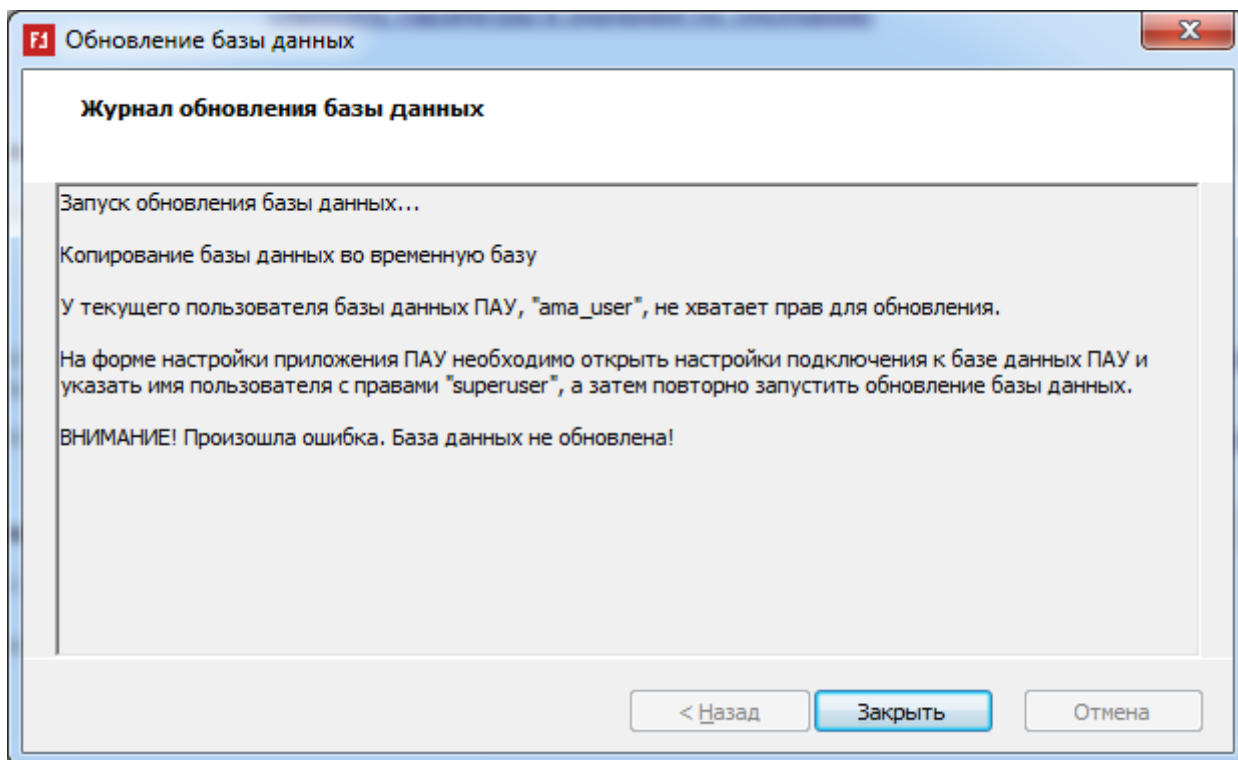 Обновление базы данных
Журнал обновления базы данных
Запуск обновления базы данных...
Копирование базы данных во временную базу
У текущего пользователя базы данных ПАУ, "ama_user", не хватает прав для обновления.
На форме настройки приложения ПАУ необходимо открыть настройки подключения к базе данных ПАУ и
указать имя пользователя с правами "superuser", а затем повторно запустить обновление базы данных.
ВНИМАНИЕ! Произошла ошибка. База данных не обновлена!
< Назад Закрыть Отмена